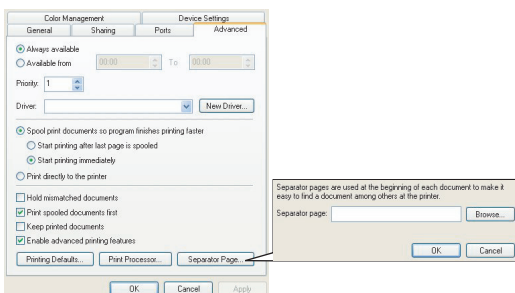 Color Management Device Settings
General Sharing Ports Advanced
Always available
Available from 00:00 To 00:00
Priority: 1
Driver: New Driver...
Spool print documents so program finishes printing faster
Start printing after last page is spooled
Start printing immediately
Print directly to the printer
Hold mismatched documents
Print spooled documents first
Keep printed documents
Enable advanced printing features
Printing Defaults... Print Processor... Separator Page...
OK Cancel Apply
Separator pages are used at the beginning of each document to make it
easy to find a document among others at the printer.
Separator page: Browse...
OK Cancel